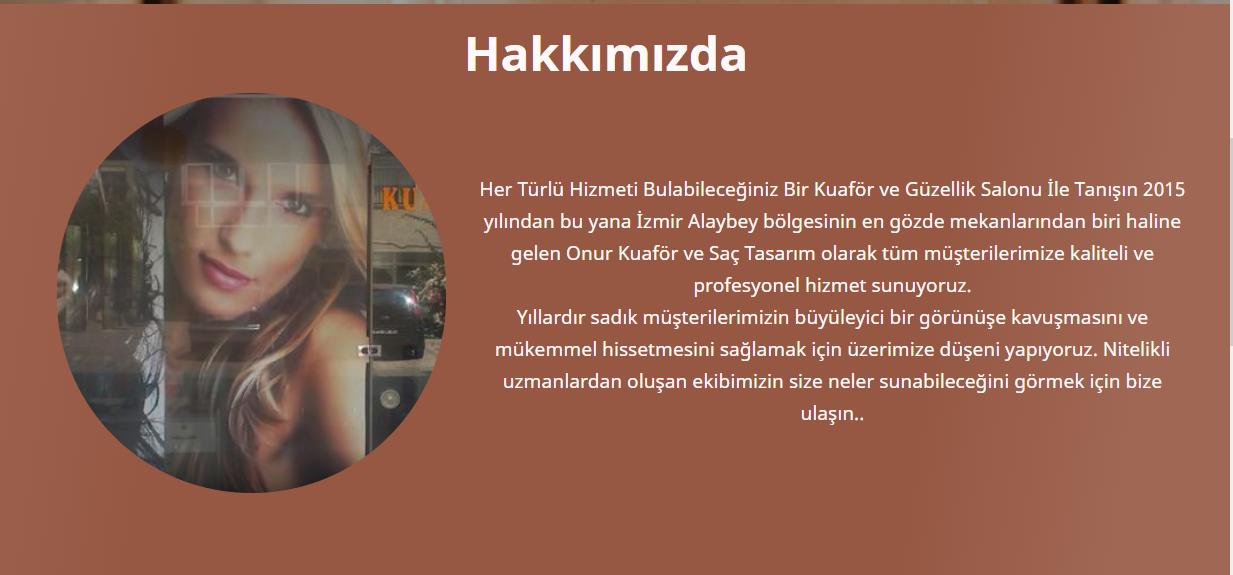 Hakkımızda
KU
Her Türlü Hizmeti Bulabileceğiniz Bir Kuaför ve Güzellik Salonu İle Tanışın 2015
yılından bu yana İzmir Alaybey bölgesinin en gözde mekanlarından biri haline
gelen Onur Kuaför ve Saç Tasarım olarak tüm müşterilerimize kaliteli ve
profesyonel hizmet sunuyoruz.
Yıllardır sadık müşterilerimizin büyüleyici bir görünüşe kavuşmasını ve
mükemmel hissetmesini sağlamak için üzerimize düşeni yapıyoruz. Nitelikli
uzmanlardan oluşan ekibimizin size neler sunabileceğini görmek için bize
ulaşın..